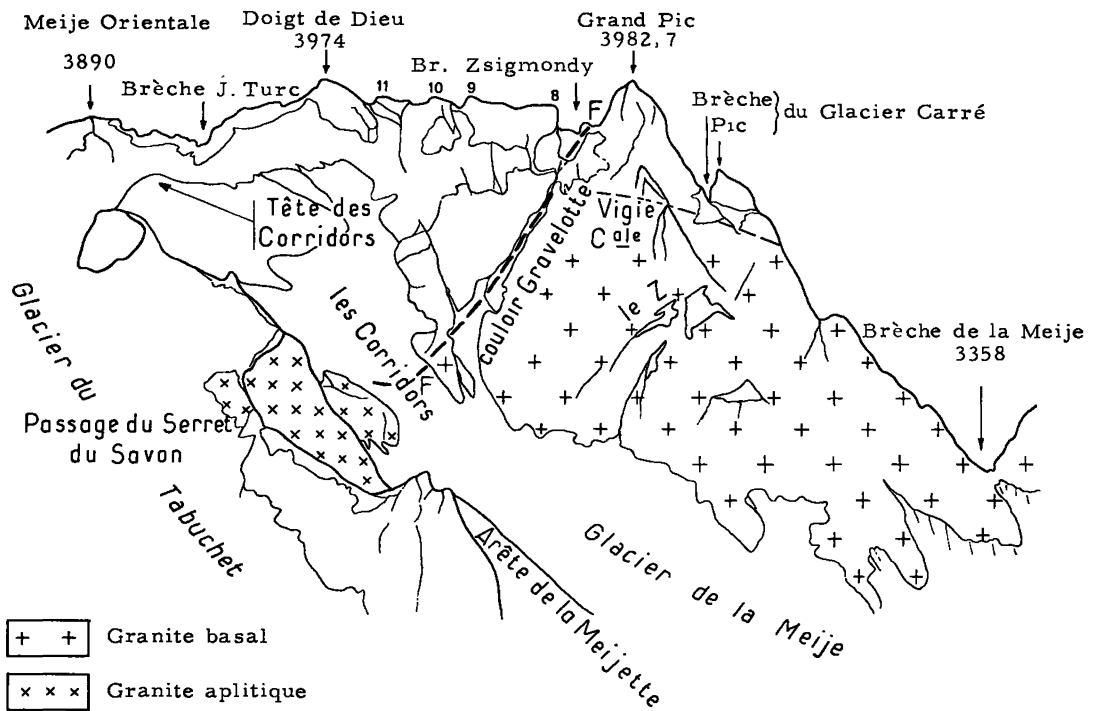 Meije Orientale
3890
Doigt de Dieu
3974
Grand Pic
3982,7
Brèche J. Turc
11
10
9
8
Br. Zsigmondy
F
Brèche
Pic
du Glacier Carré
Tête des
Corridors
les Corridors
couloir Gravelotte
Vigie
Cale
le Z
F
Brèche de la Meije
3358
Glacier du
Tabuchet
Passage du Serret
du Savon
Arête de la Meijette
Glacier de la Meije
+ + Granite basal
x x x Granite aplitique